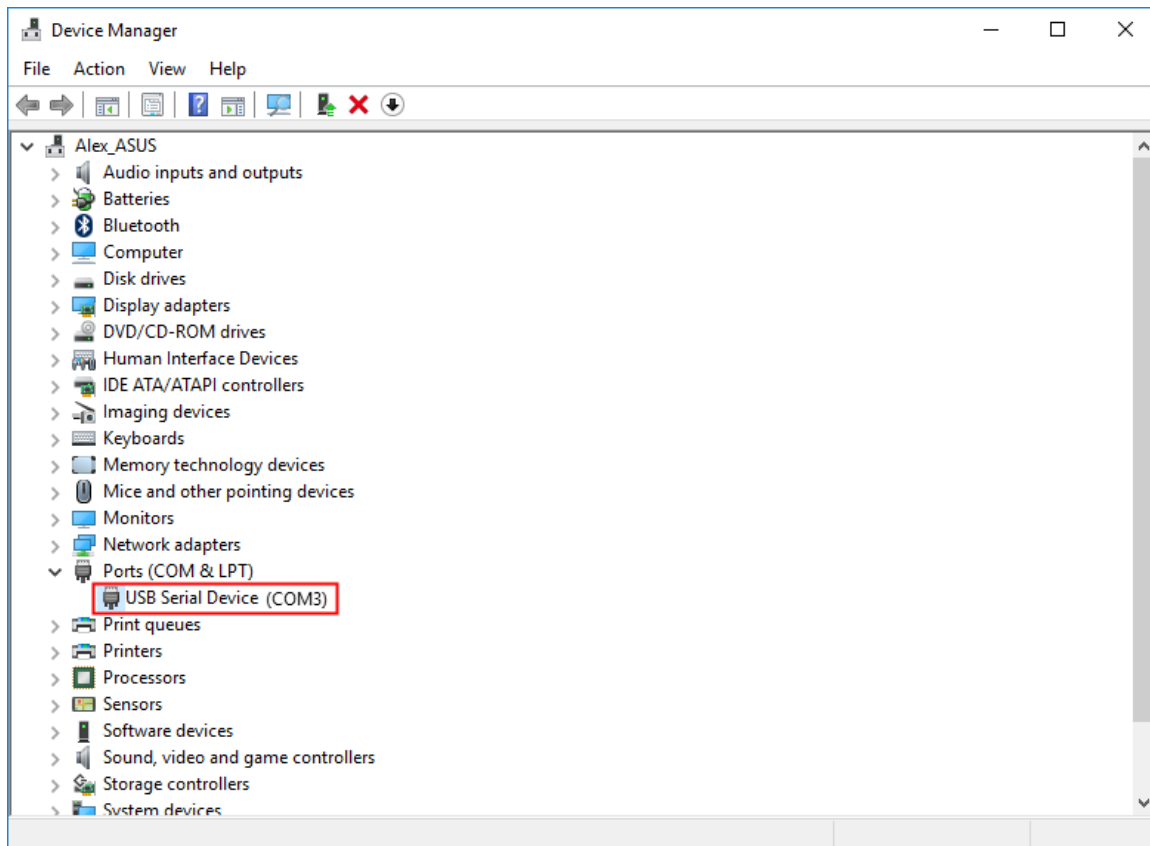 Device Manager
File Action View Help
Alex_ASUS
Audio inputs and outputs
Batteries
Bluetooth
Computer
Disk drives
Display adapters
DVD/CD-ROM drives
Human Interface Devices
IDE ATA/ATAPI controllers
Imaging devices
Keyboards
Memory technology devices
Mice and other pointing devices
Monitors
Network adapters
Ports (COM & LPT)
USB Serial Device (COM3)
Print queues
Printers
Processors
Sensors
Software devices
Sound, video and game controllers
Storage controllers
System devices